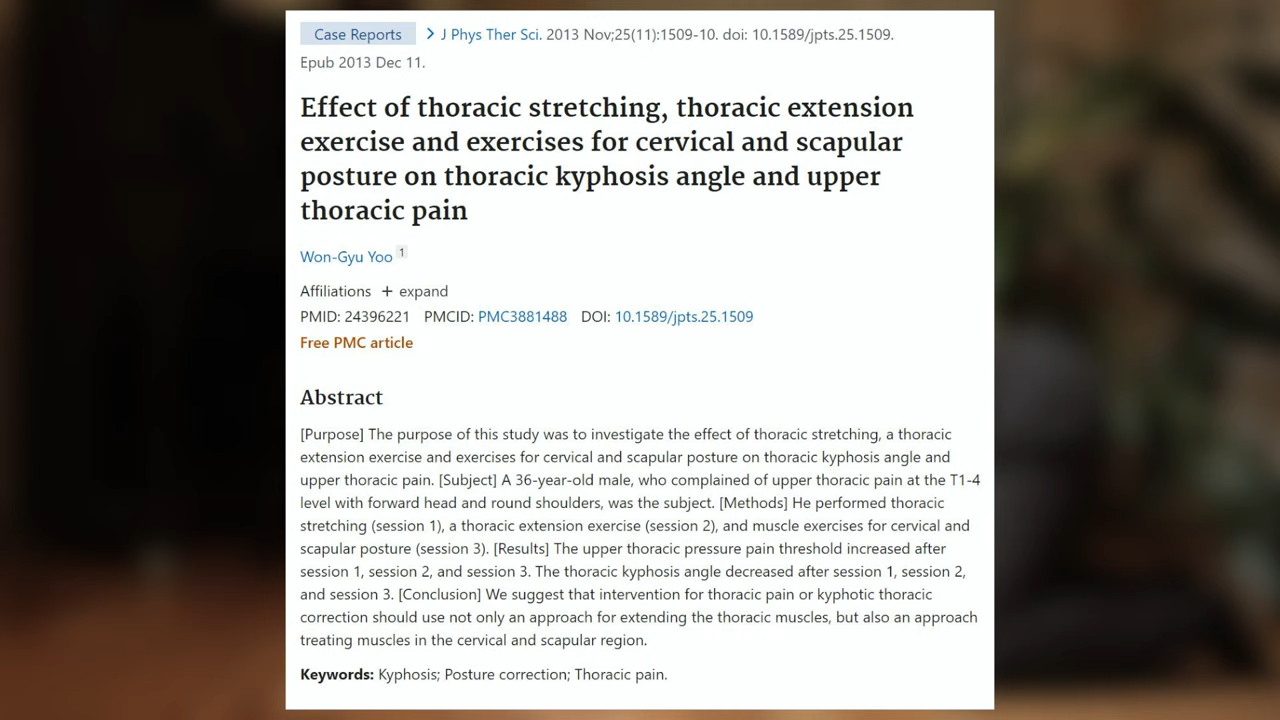 Case Reports > J Phys Ther Sci. 2013 Nov;25(11):1509-10. doi: 10.1589/jpts.25.1509.
Epub 2013 Dec 11.
Effect of thoracic stretching, thoracic extension
exercise and exercises for cervical and scapular
posture on thoracic kyphosis angle and upper
thoracic pain
Won-Gyu Yoo 1
Affiliations + expand
PMID: 24396221 PMCID: PMC3881488 DOI: 10.1589/jpts.25.1509
Free PMC article
Abstract
[Purpose] The purpose of this study was to investigate the effect of thoracic stretching, a thoracic
extension exercise and exercises for cervical and scapular posture on thoracic kyphosis angle and
upper thoracic pain. [Subject] A 36-year-old male, who complained of upper thoracic pain at the T1-4
level with forward head and round shoulders, was the subject. [Methods] He performed thoracic
stretching (session 1), a thoracic extension exercise (session 2), and muscle exercises for cervical and
scapular posture (session 3). [Results] The upper thoracic pressure pain threshold increased after
session 1, session 2, and session 3. The thoracic kyphosis angle decreased after session 1, session 2,
and session 3. [Conclusion] We suggest that intervention for thoracic pain or kyphotic thoracic
correction should use not only an approach for extending the thoracic muscles, but also an approach
treating muscles in the cervical and scapular region.
Keywords: Kyphosis; Posture correction; Thoracic pain.